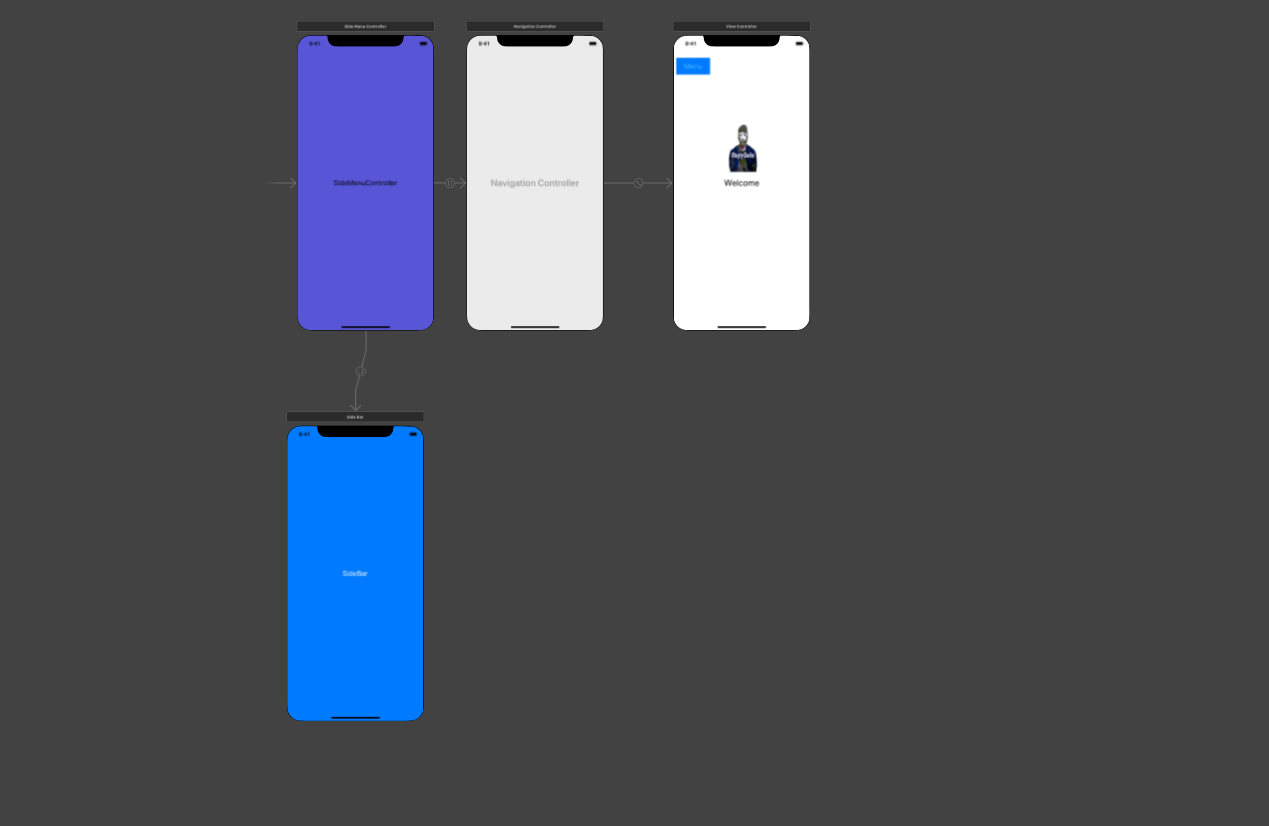 Side Menu Controller
Navigation Controller
View Controller
9:41
9:41
9:41
Menu
SideMenuController
Navigation Controller
Welcome
Side Bar
9:41
SideBar